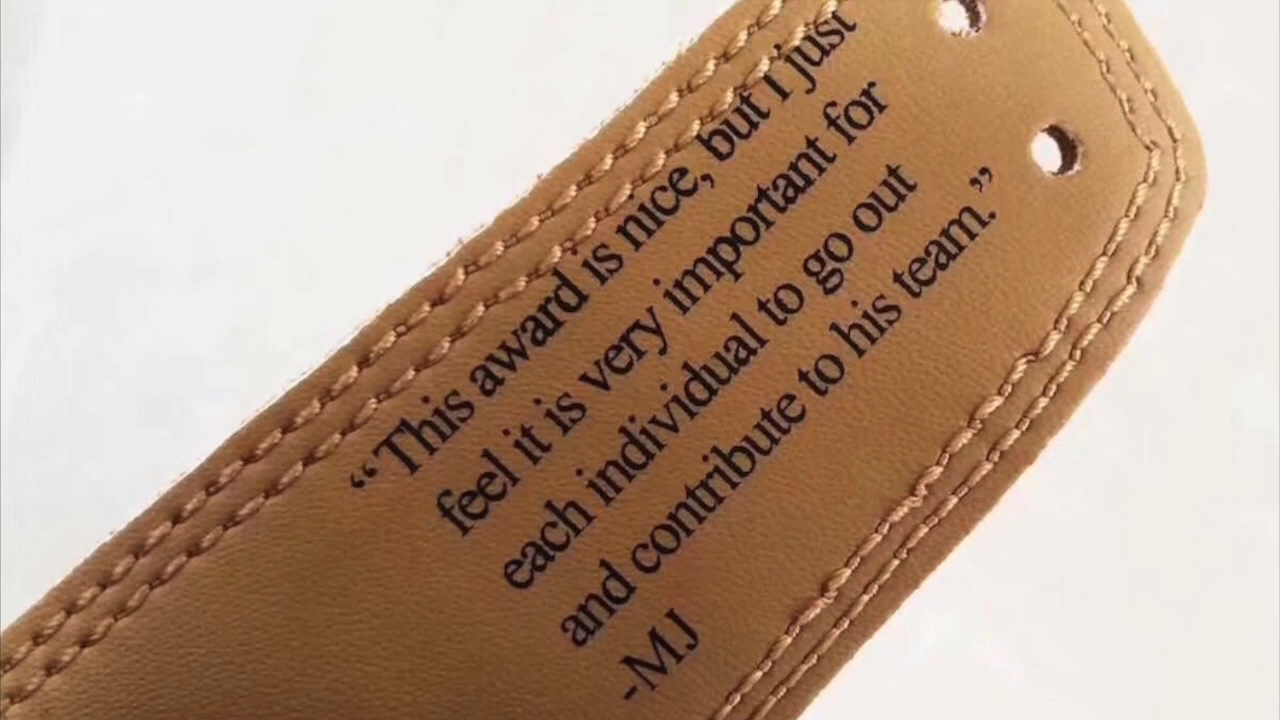 “This award is nice, but I just
feel it is very important for
each individual to go out
and contribute to his team.”
-MJ